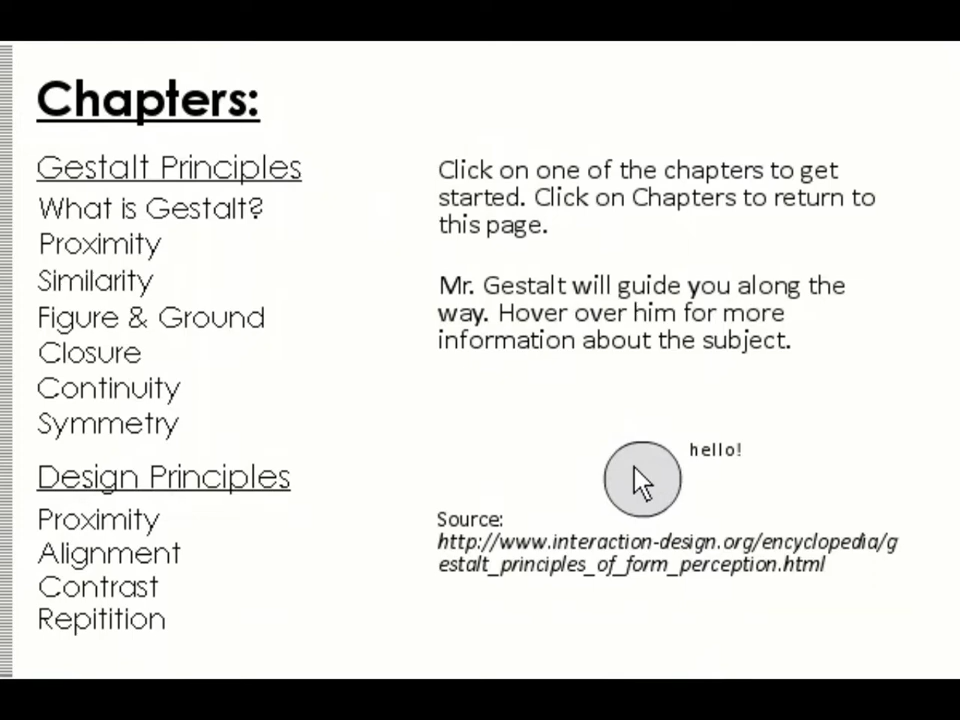 Chapters:
Gestalt Principles
What is Gestalt?
Proximity
Similarity
Figure & Ground
Closure
Continuity
Symmetry
Design Principles
Proximity
Alignment
Contrast
Repitition
Click on one of the chapters to get
started. Click on Chapters to return to
this page.
Mr. Gestalt will guide you along the
way. Hover over him for more
information about the subject.
hello!
Source:
http://www.interaction-design.org/encyclopedia/g
estalt_principles_of_form_perception.html